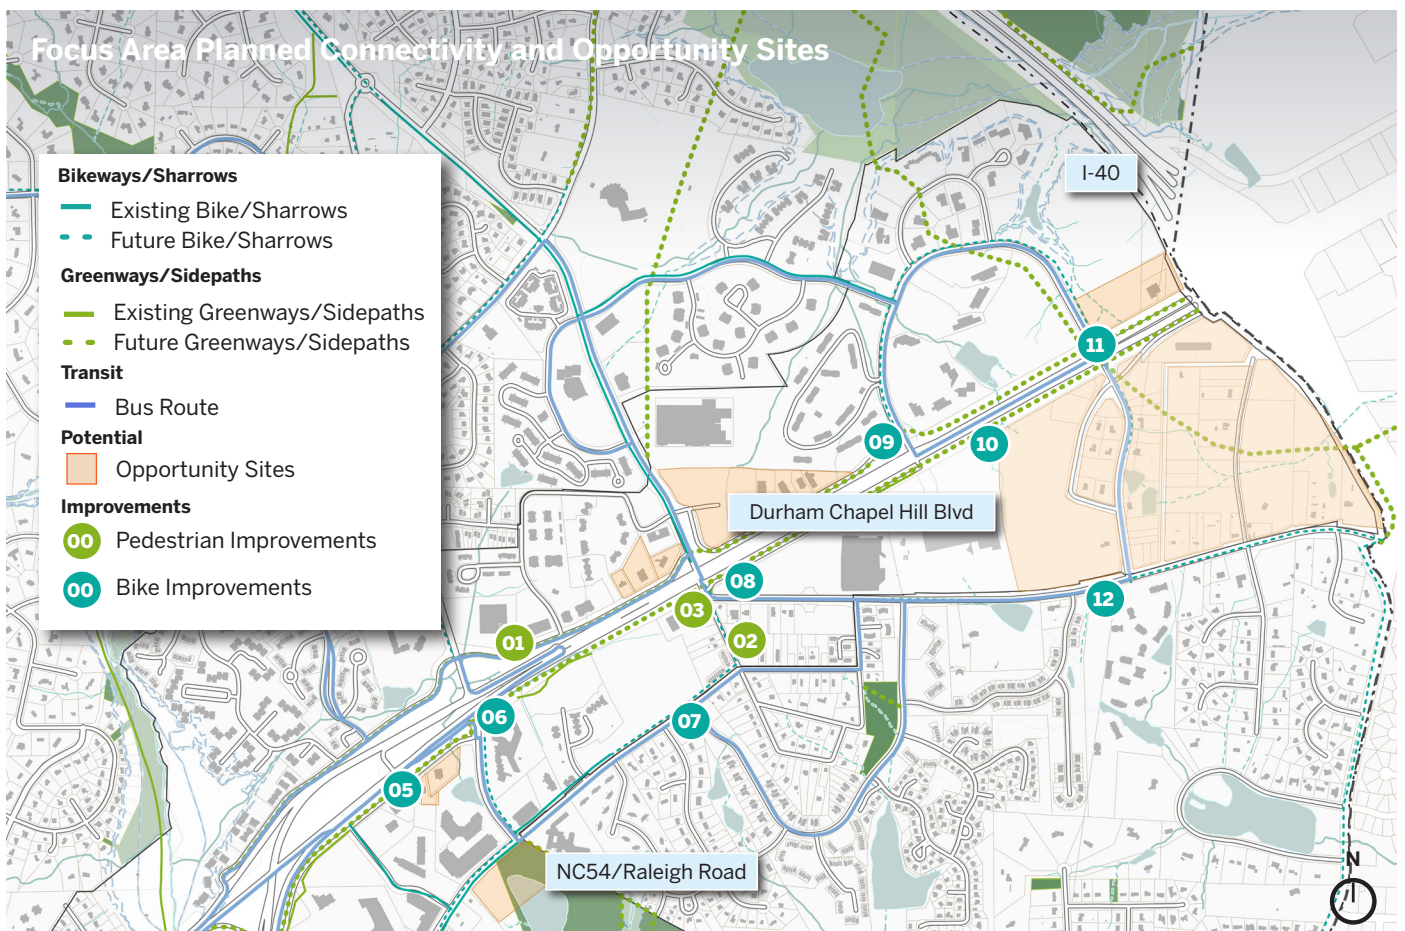 Focus Area Planned Connectivity and Opportunity Sites
I-40
Bikeways/Sharrows
Existing Bike/Sharrows
Future Bike/Sharrows
Greenways/Sidepaths
Existing Greenways/Sidepaths
Future Greenways/Sidepaths
Transit
Bus Route
Potential
Opportunity Sites
Improvements
00 Pedestrian Improvements
00 Bike Improvements
11
09
10
Durham Chapel Hill Blvd
08
12
03
01
02
06
07
05
NC54/Raleigh Road
N